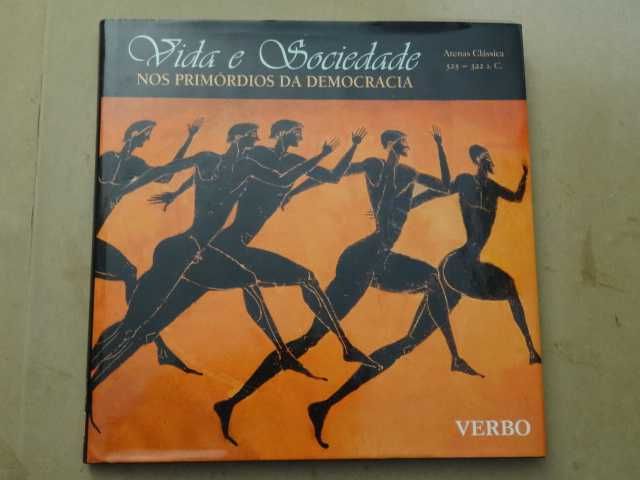 Vida e Sociedade
NOS PRIMÓRDIOS DA DEMOCRACIA
Atenas Clássica
525 – 322 a. C.
VERBO